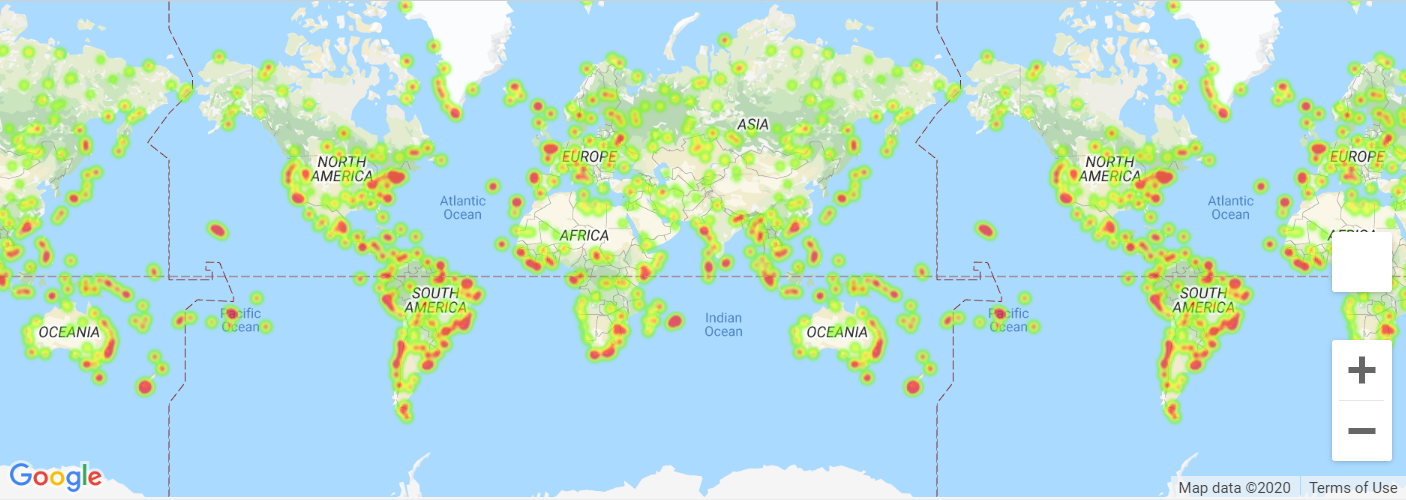 ASIA
NORTH
AMERICA
EUROPE
NORTH
AMERICA
EUROPE
Atlantic
Ocean
Atlantic
Ocean
AFRICA
AFRICA
SOUTH
AMERICA
SOUTH
AMERICA
Pacific
Ocean
Indian
Ocean
Pacific
Ocean
OCEANIA
OCEANIA
Google
Map data ©2020
Terms of Use